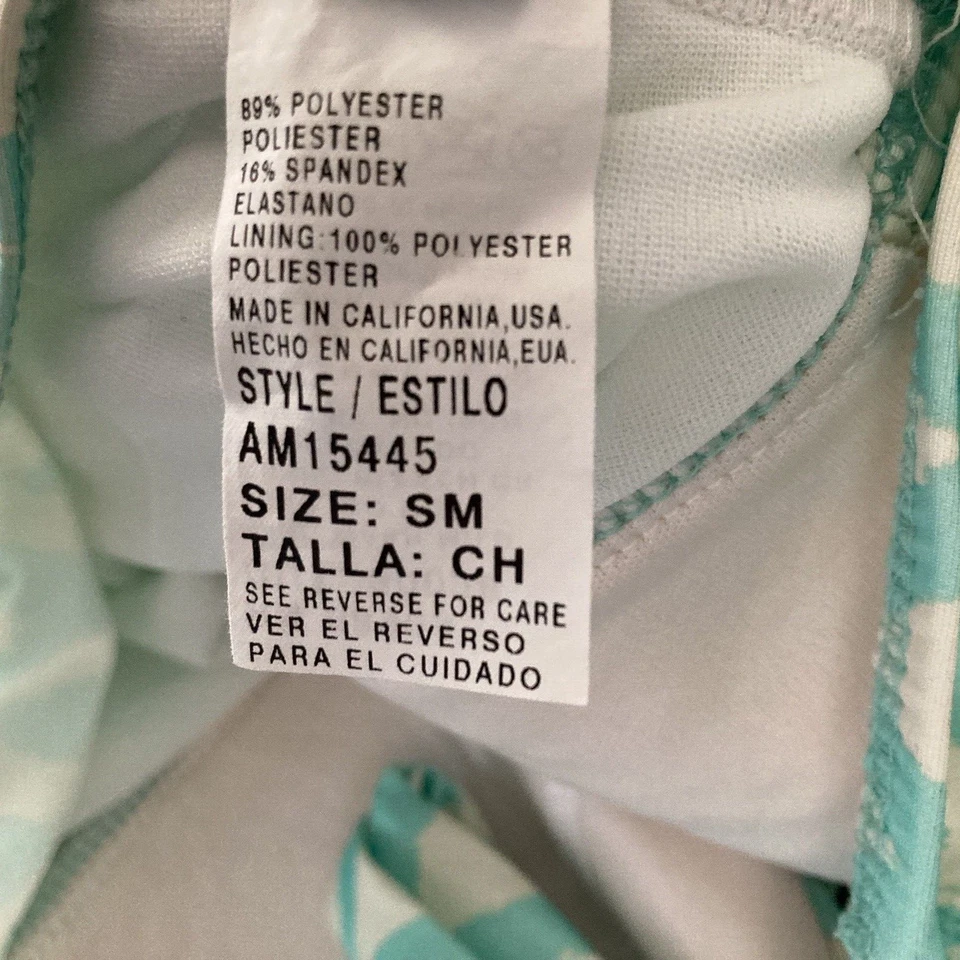 89% POLYESTER
POLIESTER
16% SPANDEX
ELASTANO
LINING:100% POLYESTER
POLIESTER
MADE IN CALIFORNIA,USA.
HECHO EN CALIFORNIA,EUA.
STYLE / ESTILO
AM15445
SIZE: SM
TALLA: CH
SEE REVERSE FOR CARE
VER EL REVERSO
PARA EL CUIDADO